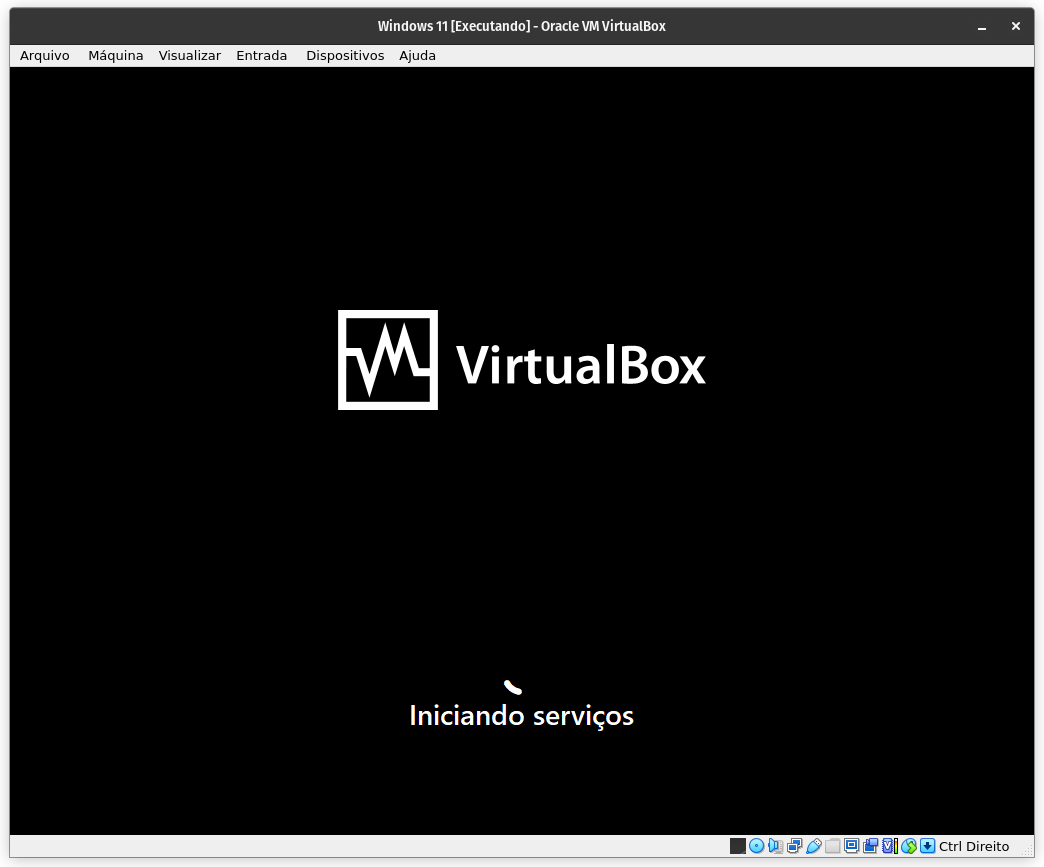 Windows 11 [Executando] - Oracle VM VirtualBox
Arquivo Máquina Visualizar Entrada Dispositivos Ajuda
VirtualBox
Iniciando serviços
Ctrl Direito